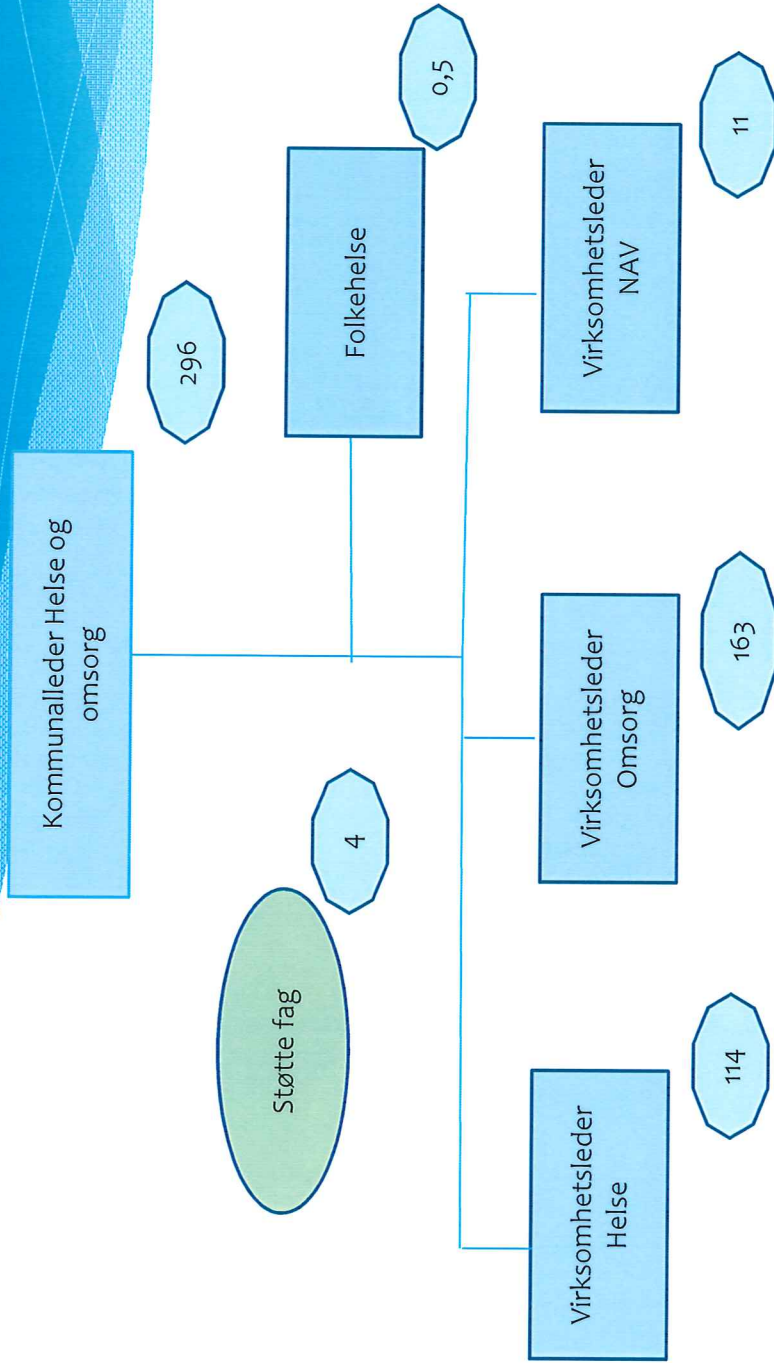 Kommunalleder Helse og
omsorg
296
Støtte fag
4
Folkehelse
0,5
Virksomhetsleder
Helse
114
Virksomhetsleder
Omsorg
163
Virksomhetsleder
NAV
11